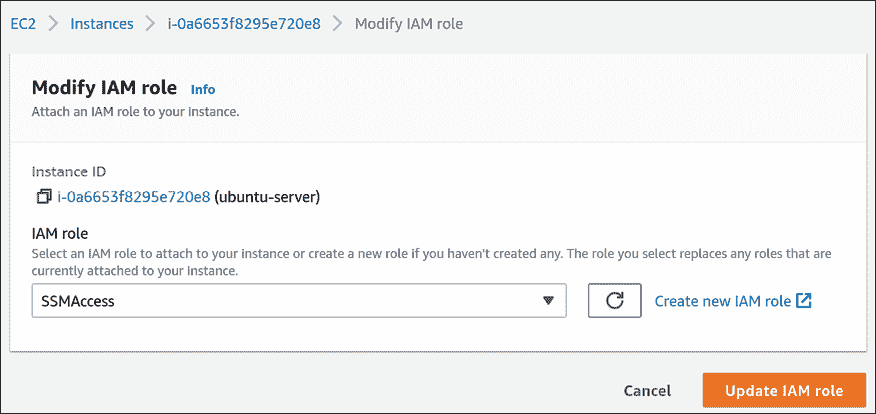 EC2 > Instances > i-0a6653f8295e720e8 > Modify IAM role
Modify IAM role Info
Attach an IAM role to your instance.
Instance ID
i-0a6653f8295e720e8 (ubuntu-server)
IAM role
Select an IAM role to attach to your instance or create a new role if you haven't created any. The role you select replaces any roles that are
currently attached to your instance.
SSMAccess Create new IAM role
Cancel Update IAM role